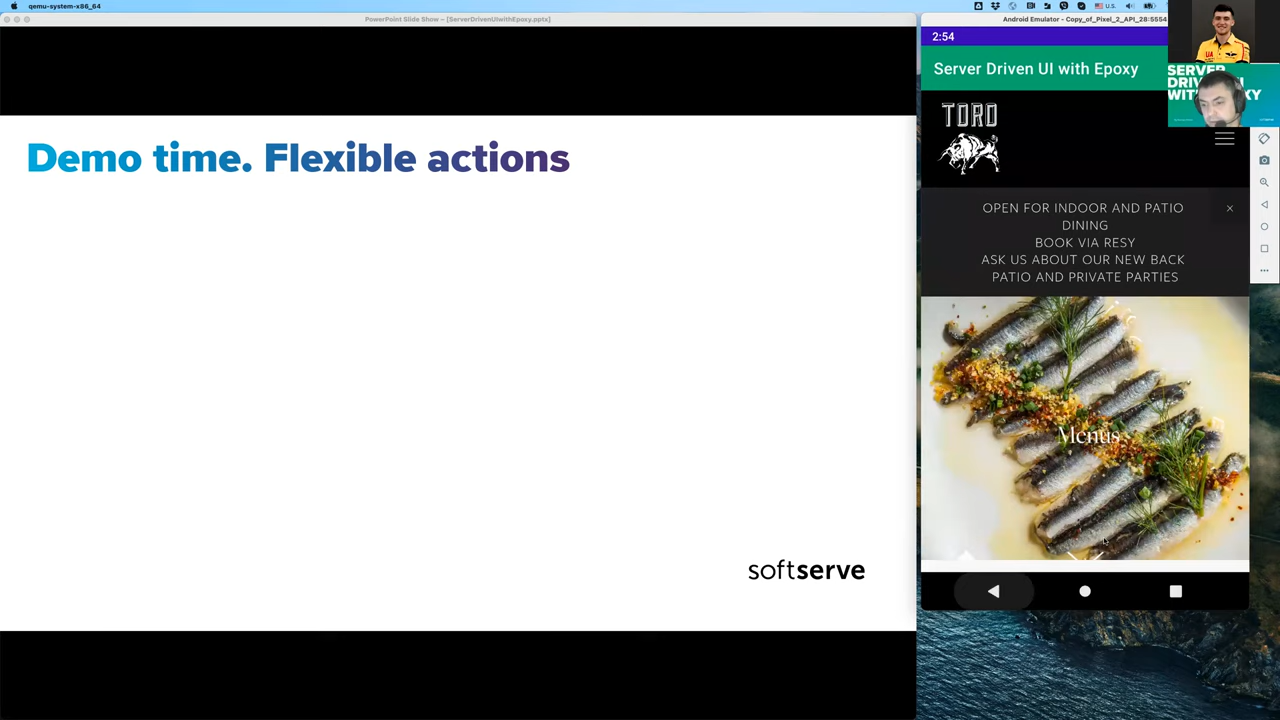 qemu-system-x86_64
U.S.
PowerPoint Slide Show – [ServerDrivenUIwithEpoxy.pptx]
Demo time. Flexible actions
softserve
Android Emulator - Copy_of_Pixel_2_API_28:5554
2:54
Server Driven UI with Epoxy
TORO
OPEN FOR INDOOR AND PATIO
DINING
BOOK VIA RESY
ASK US ABOUT OUR NEW BACK
PATIO AND PRIVATE PARTIES
Menus
UA
SERVER